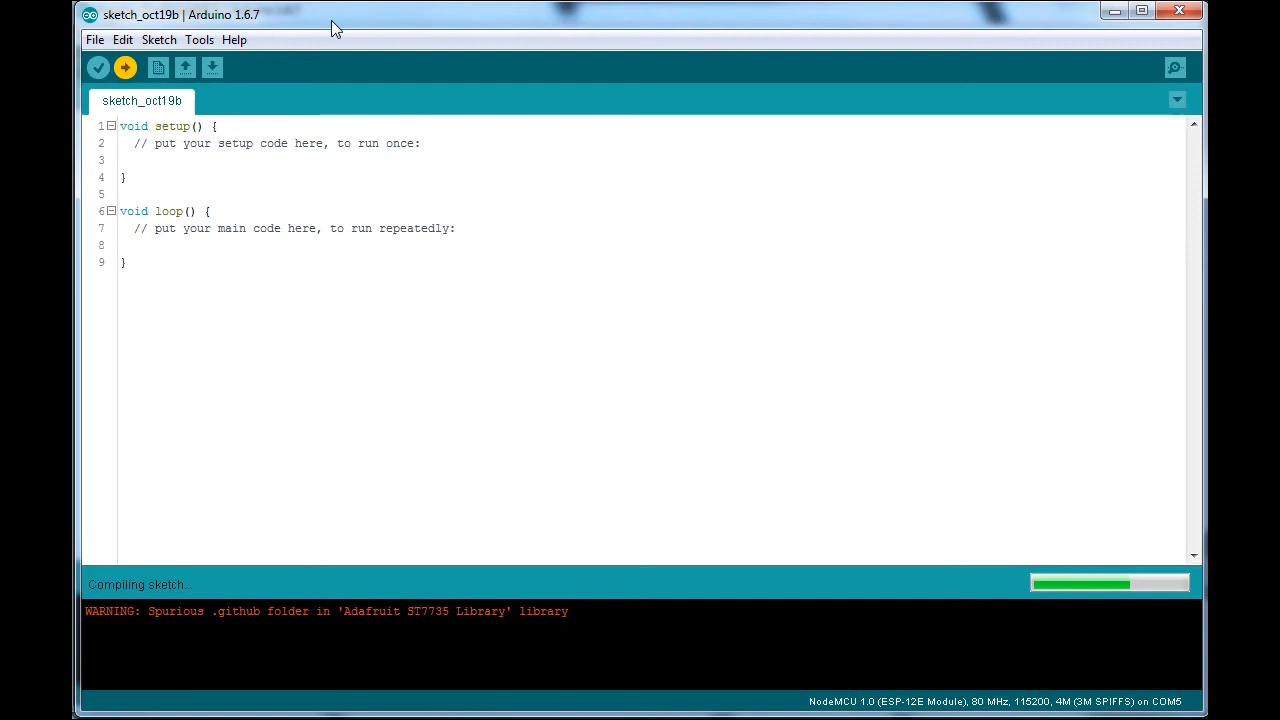 sketch_oct19b | Arduino 1.6.7
File Edit Sketch Tools Help
sketch_oct19b
1 void setup() {
2 // put your setup code here, to run once:
3
4 }
5
6 void loop() {
7 // put your main code here, to run repeatedly:
8
9 }
Compiling sketch...
WARNING: Spurious .github folder in 'Adafruit ST7735 Library' library
NodeMCU 1.0 (ESP-12E Module), 80 MHz, 115200, 4M (3M SPIFFS) on COM5